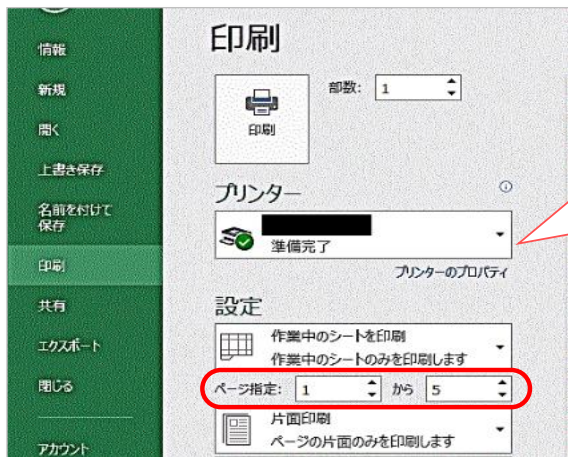 情報
新規
開く
上書き保存
名前を付けて
保存
印刷
共有
エクスポート
閉じる
アカウント
印刷
部数: 1
印刷
プリンター
準備完了
プリンターのプロパティ
設定
作業中のシートを印刷
作業中のシートのみを印刷します
ページ指定: 1 から 5
片面印刷
ページの片面のみを印刷します